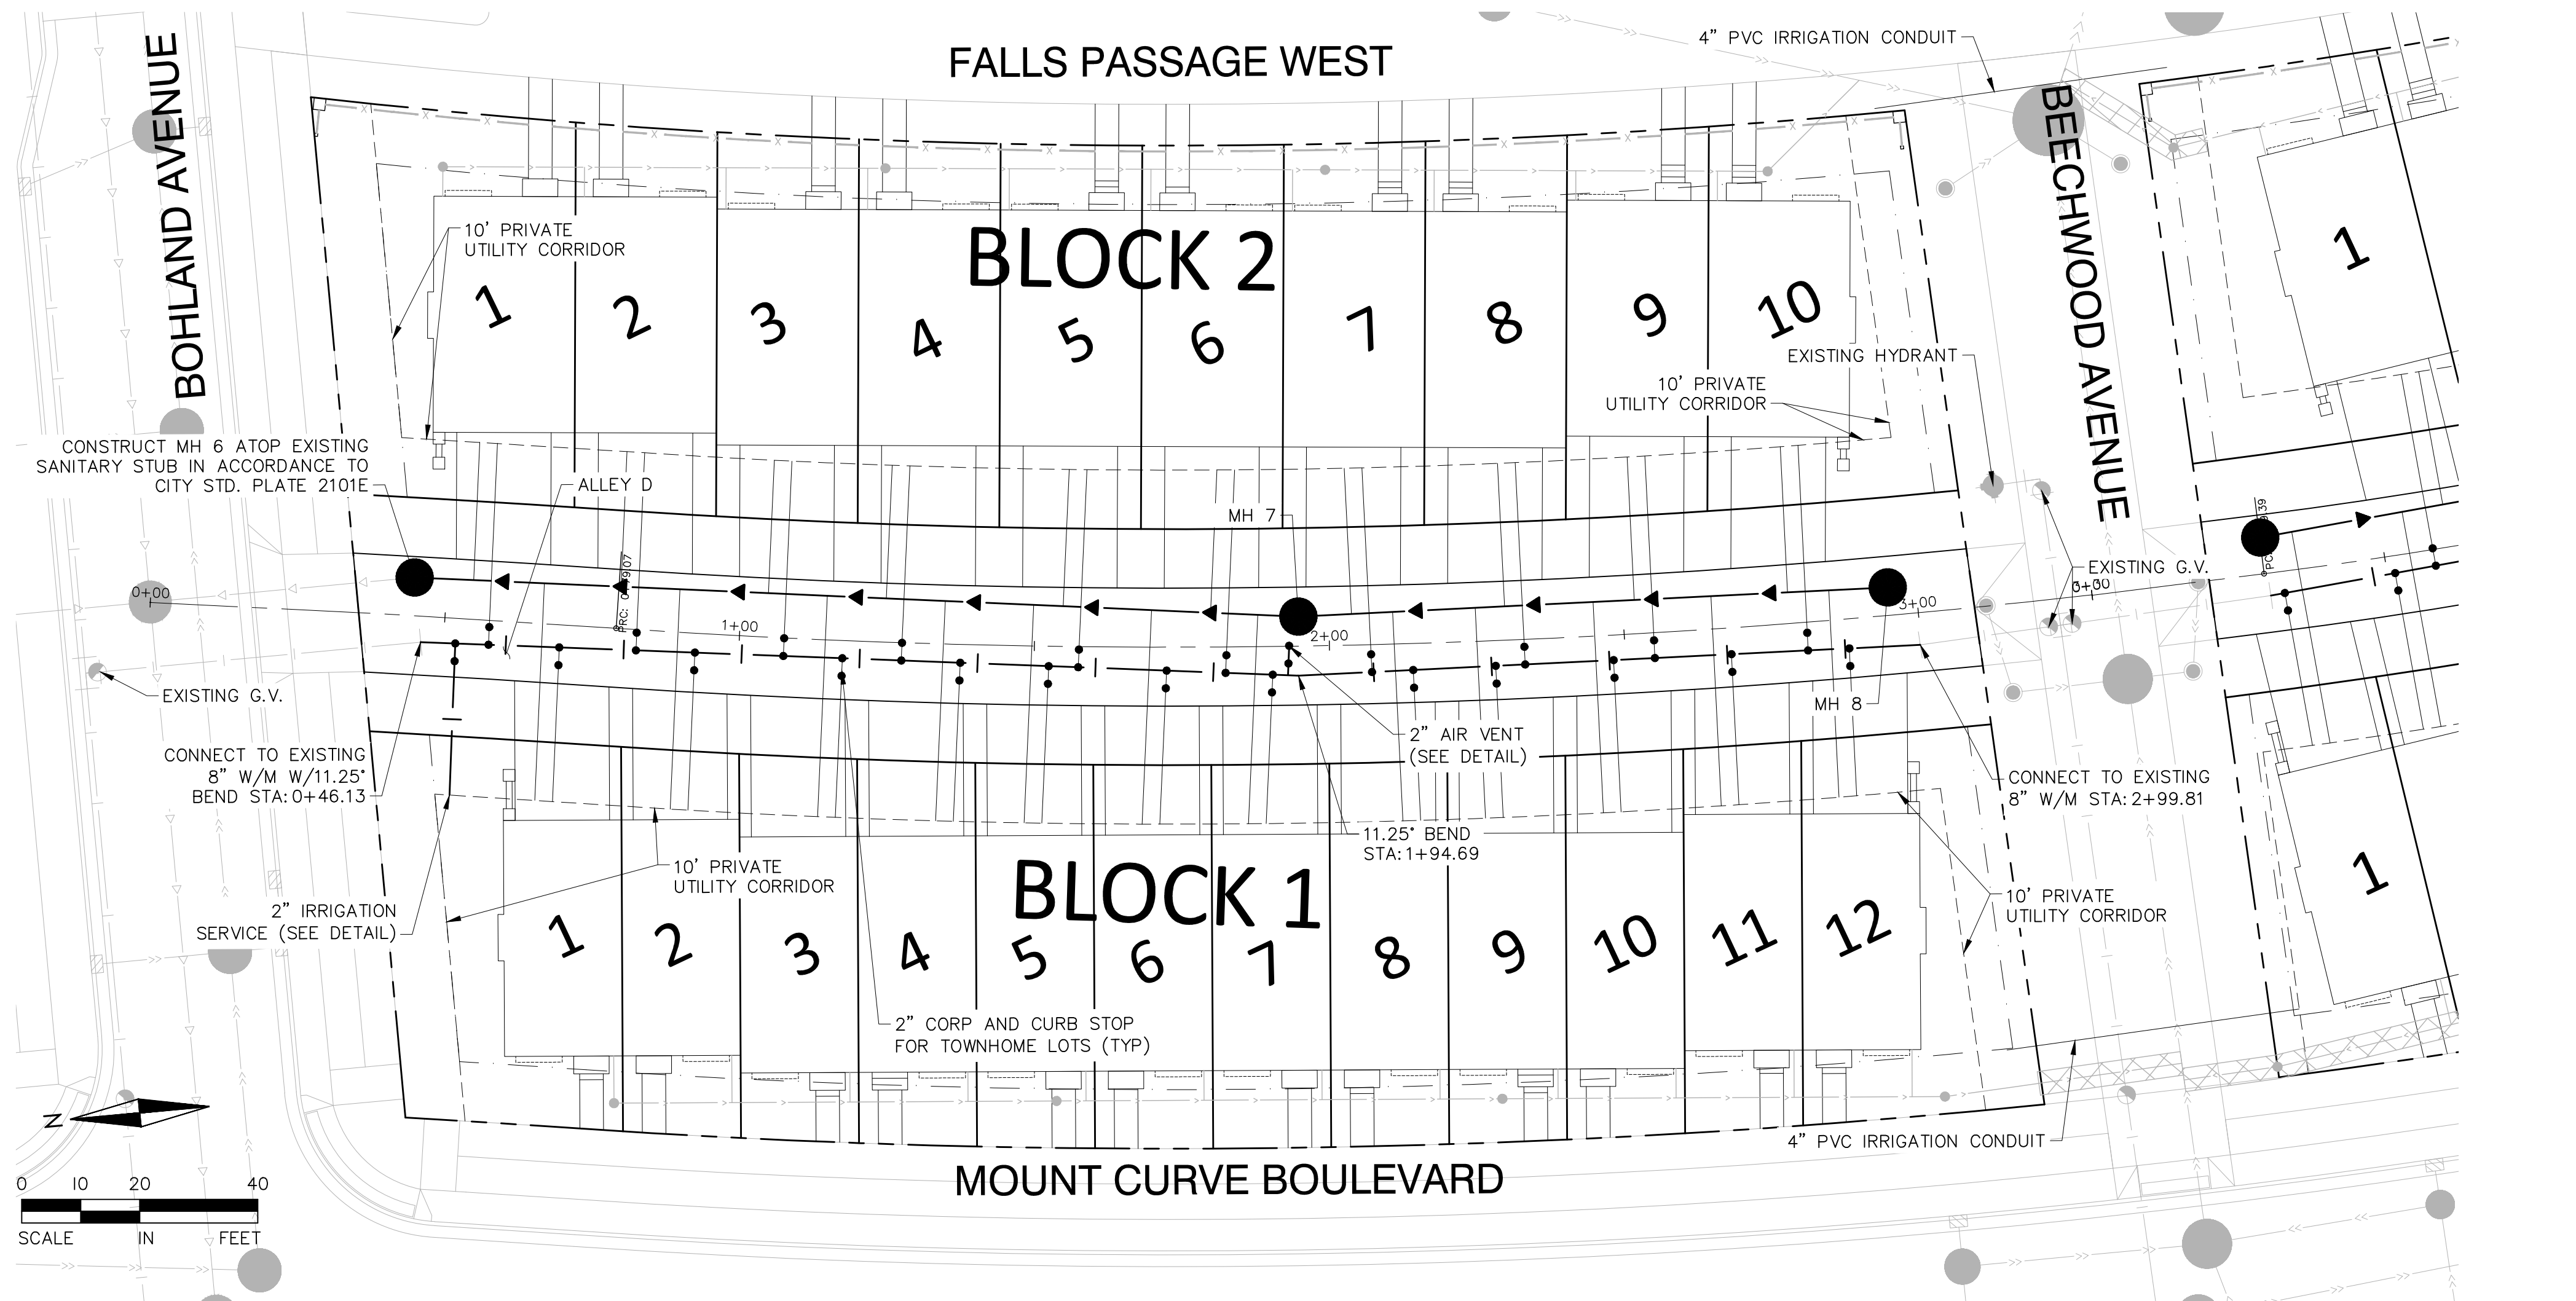 FALLS PASSAGE WEST
4” PVC IRRIGATION CONDUIT
BOHLAND AVENUE
BEECHWOOD AVENUE
10’ PRIVATE
UTILITY CORRIDOR
BLOCK 2
1
2
3
4
5
6
7
8
9
10
1
EXISTING HYDRANT
10’ PRIVATE
UTILITY CORRIDOR
CONSTRUCT MH 6 ATOP EXISTING
SANITARY STUB IN ACCORDANCE TO
CITY STD. PLATE 2101E
ALLEY D
MH 7
EXISTING G.V.
0+00
1+00
2+00
3+00
3+00
EXISTING G.V.
MH 8
2” AIR VENT
(SEE DETAIL)
CONNECT TO EXISTING
8” W/M W/11.25°
BEND STA: 0+46.13
CONNECT TO EXISTING
8” W/M STA: 2+99.81
11.25° BEND
STA: 1+94.69
10’ PRIVATE
UTILITY CORRIDOR
BLOCK 1
1
2
3
4
5
6
7
8
9
10
11
12
1
10’ PRIVATE
UTILITY CORRIDOR
2” IRRIGATION
SERVICE (SEE DETAIL)
2” CORP AND CURB STOP
FOR TOWNHOME LOTS (TYP)
N
4” PVC IRRIGATION CONDUIT
MOUNT CURVE BOULEVARD
0 10 20 40
SCALE IN FEET